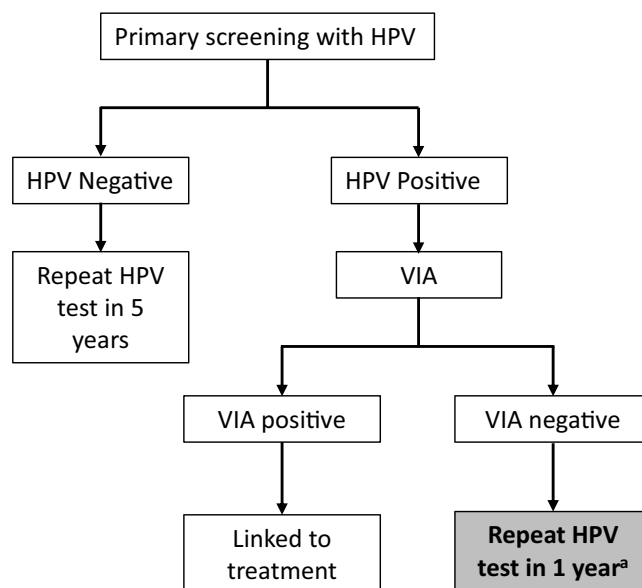 Primary screening with HPV
HPV Negative
HPV Positive
Repeat HPV
test in 5
years
VIA
VIA positive
VIA negative
Linked to
treatment
Repeat HPV
test in 1 yearᵃ